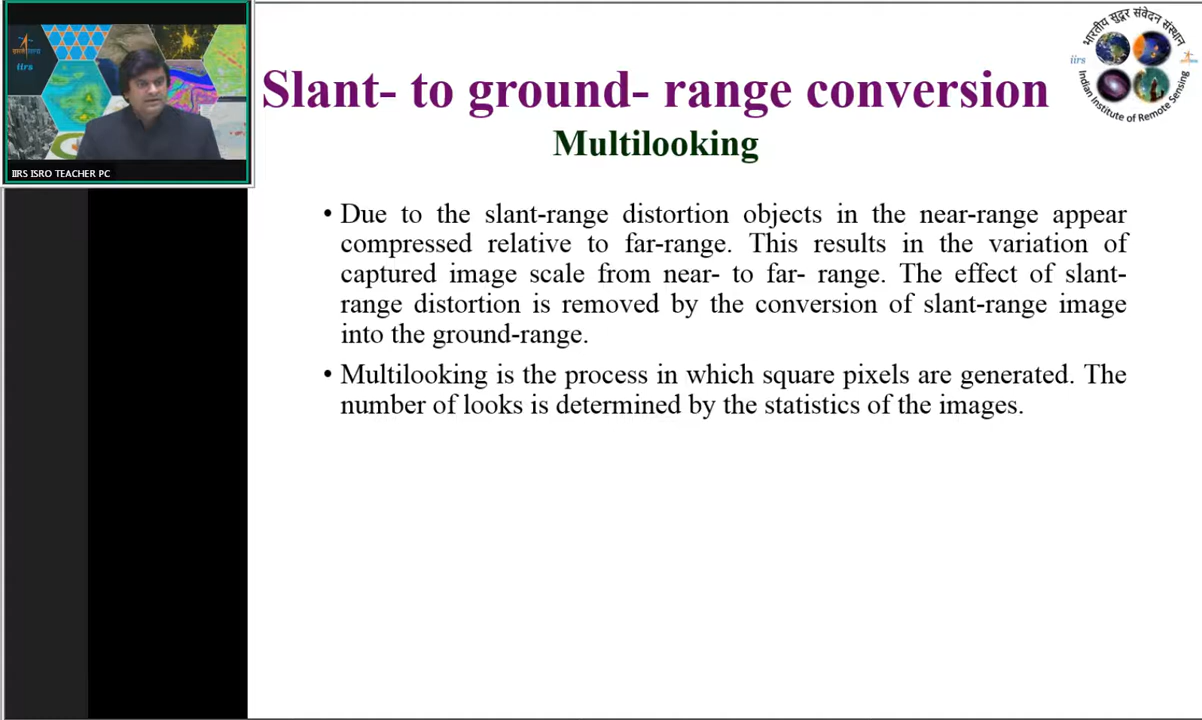 iirs
IIRS ISRO TEACHER PC
Slant- to ground- range conversion
Multilooking
भारतीय सुदूर संवेदन संस्थान
iirs
Indian Institute of Remote Sensing
• Due to the slant-range distortion objects in the near-range appear
compressed relative to far-range. This results in the variation of
captured image scale from near- to far- range. The effect of slant-
range distortion is removed by the conversion of slant-range image
into the ground-range.
• Multilooking is the process in which square pixels are generated. The
number of looks is determined by the statistics of the images.